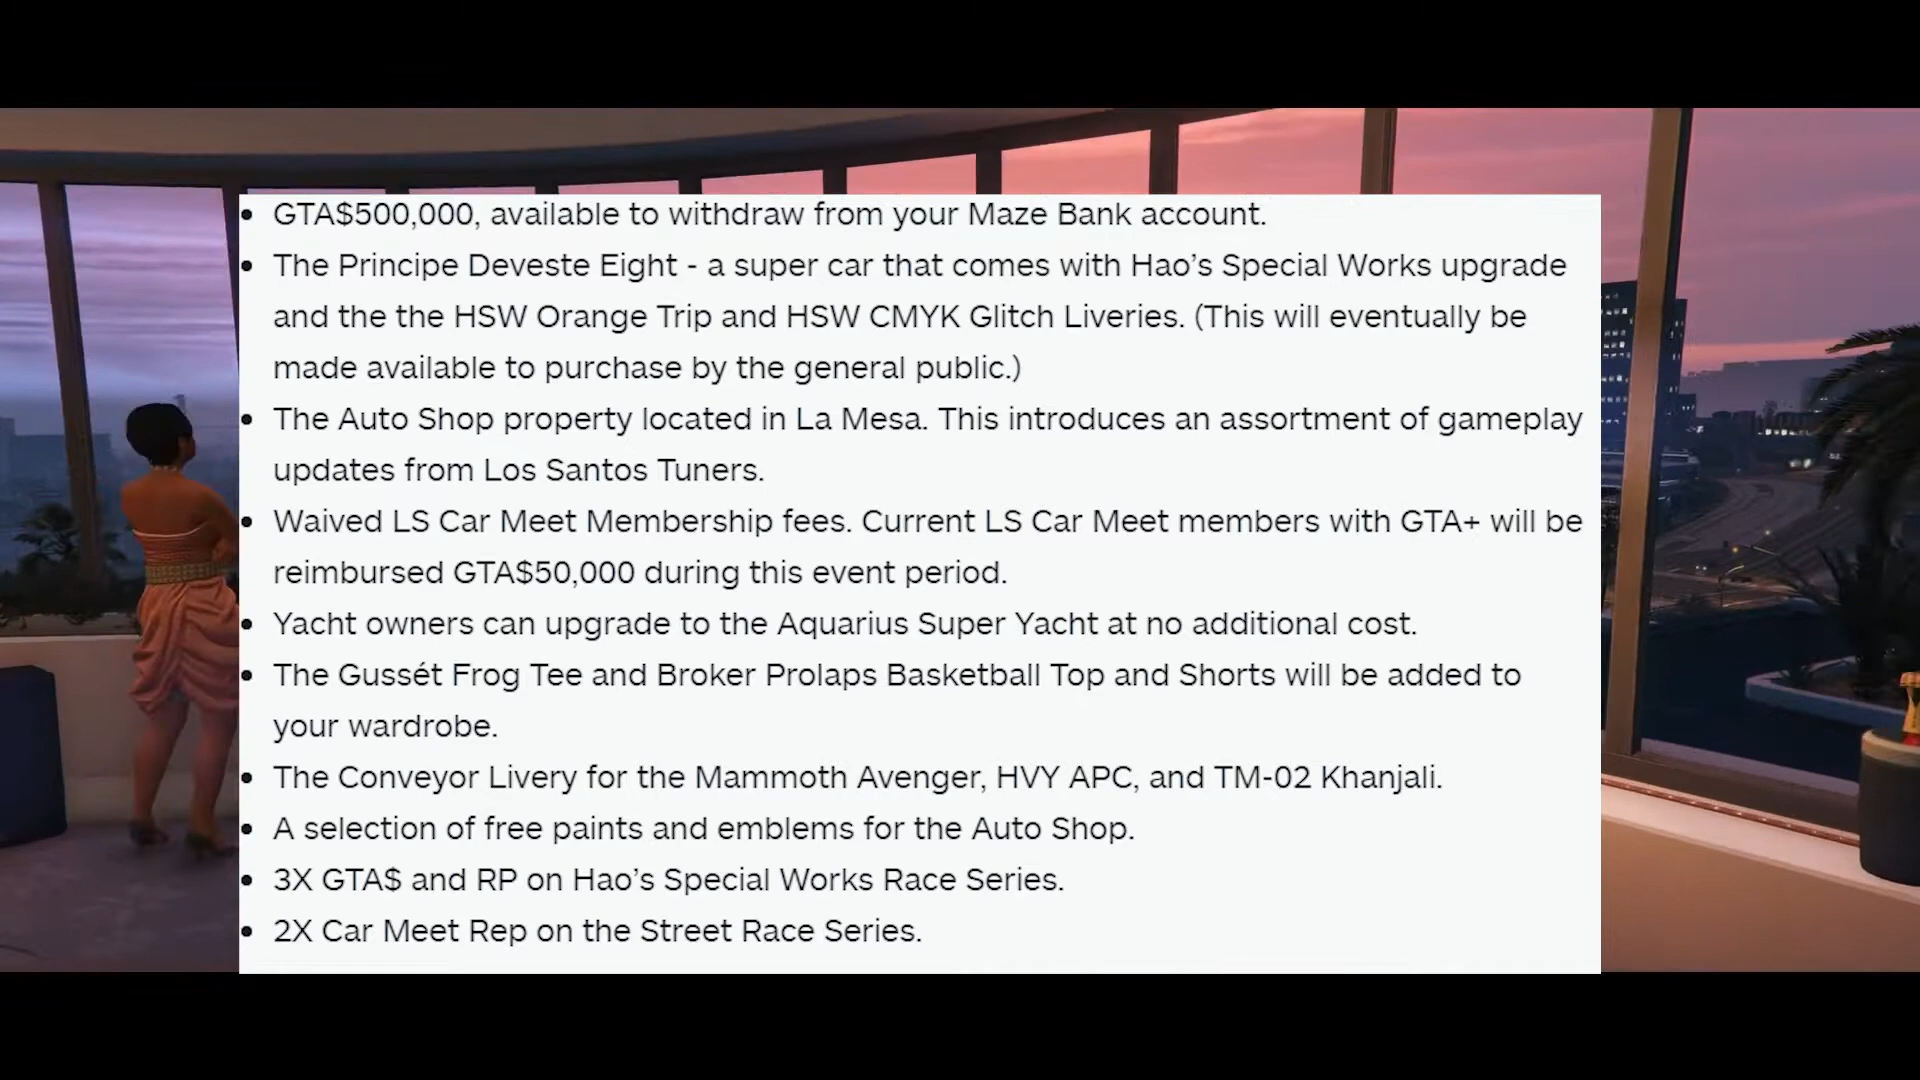 • GTA$500,000, available to withdraw from your Maze Bank account.
• The Principe Deveste Eight - a super car that comes with Hao’s Special Works upgrade
and the the HSW Orange Trip and HSW CMYK Glitch Liveries. (This will eventually be
made available to purchase by the general public.)
• The Auto Shop property located in La Mesa. This introduces an assortment of gameplay
updates from Los Santos Tuners.
• Waived LS Car Meet Membership fees. Current LS Car Meet members with GTA+ will be
reimbursed GTA$50,000 during this event period.
• Yacht owners can upgrade to the Aquarius Super Yacht at no additional cost.
• The Gussét Frog Tee and Broker Prolaps Basketball Top and Shorts will be added to
your wardrobe.
• The Conveyor Livery for the Mammoth Avenger, HVY APC, and TM-02 Khanjali.
• A selection of free paints and emblems for the Auto Shop.
• 3X GTA$ and RP on Hao’s Special Works Race Series.
• 2X Car Meet Rep on the Street Race Series.